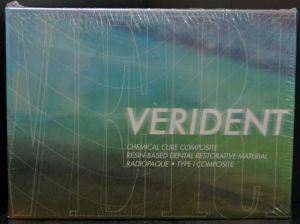 VERIDENT
CHEMICAL CURE COMPOSITE
RESIN-BASED DENTAL RESTORATIVE MATERIAL
RADIOPAQUE • TYPE I COMPOSITE